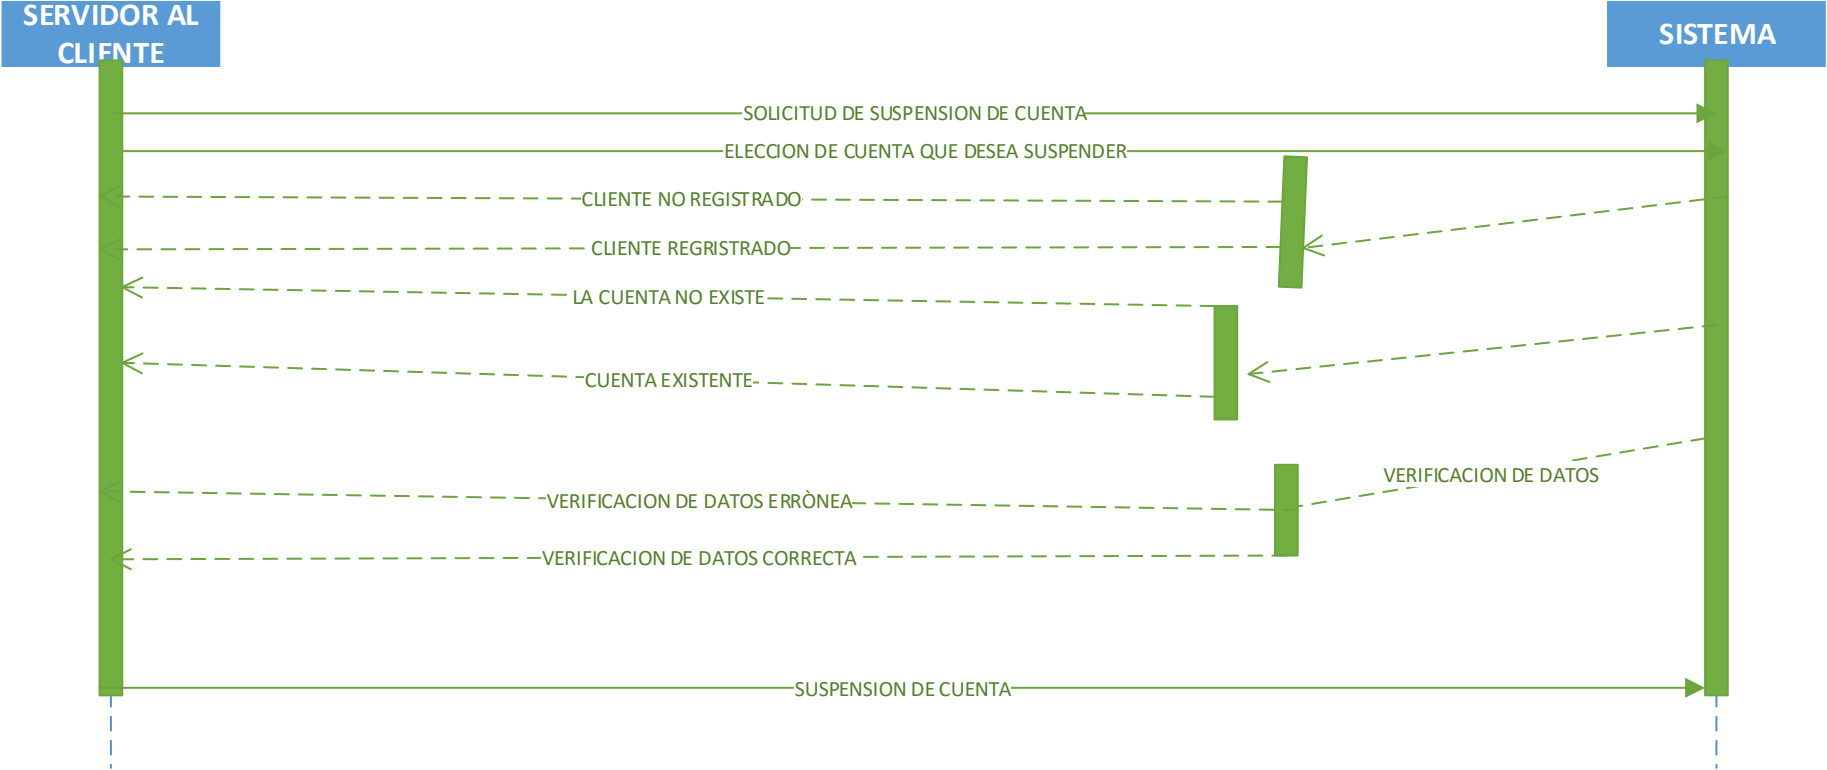 SERVIDOR AL
CLIENTE
SISTEMA
SOLICITUD DE SUSPENSION DE CUENTA
ELECCION DE CUENTA QUE DESEA SUSPENDER
CLIENTE NO REGISTRADO
CLIENTE REGRISTRADO
LA CUENTA NO EXISTE
CUENTA EXISTENTE
VERIFICACION DE DATOS
VERIFICACION DE DATOS ERRÒNEA
VERIFICACION DE DATOS CORRECTA
SUSPENSION DE CUENTA